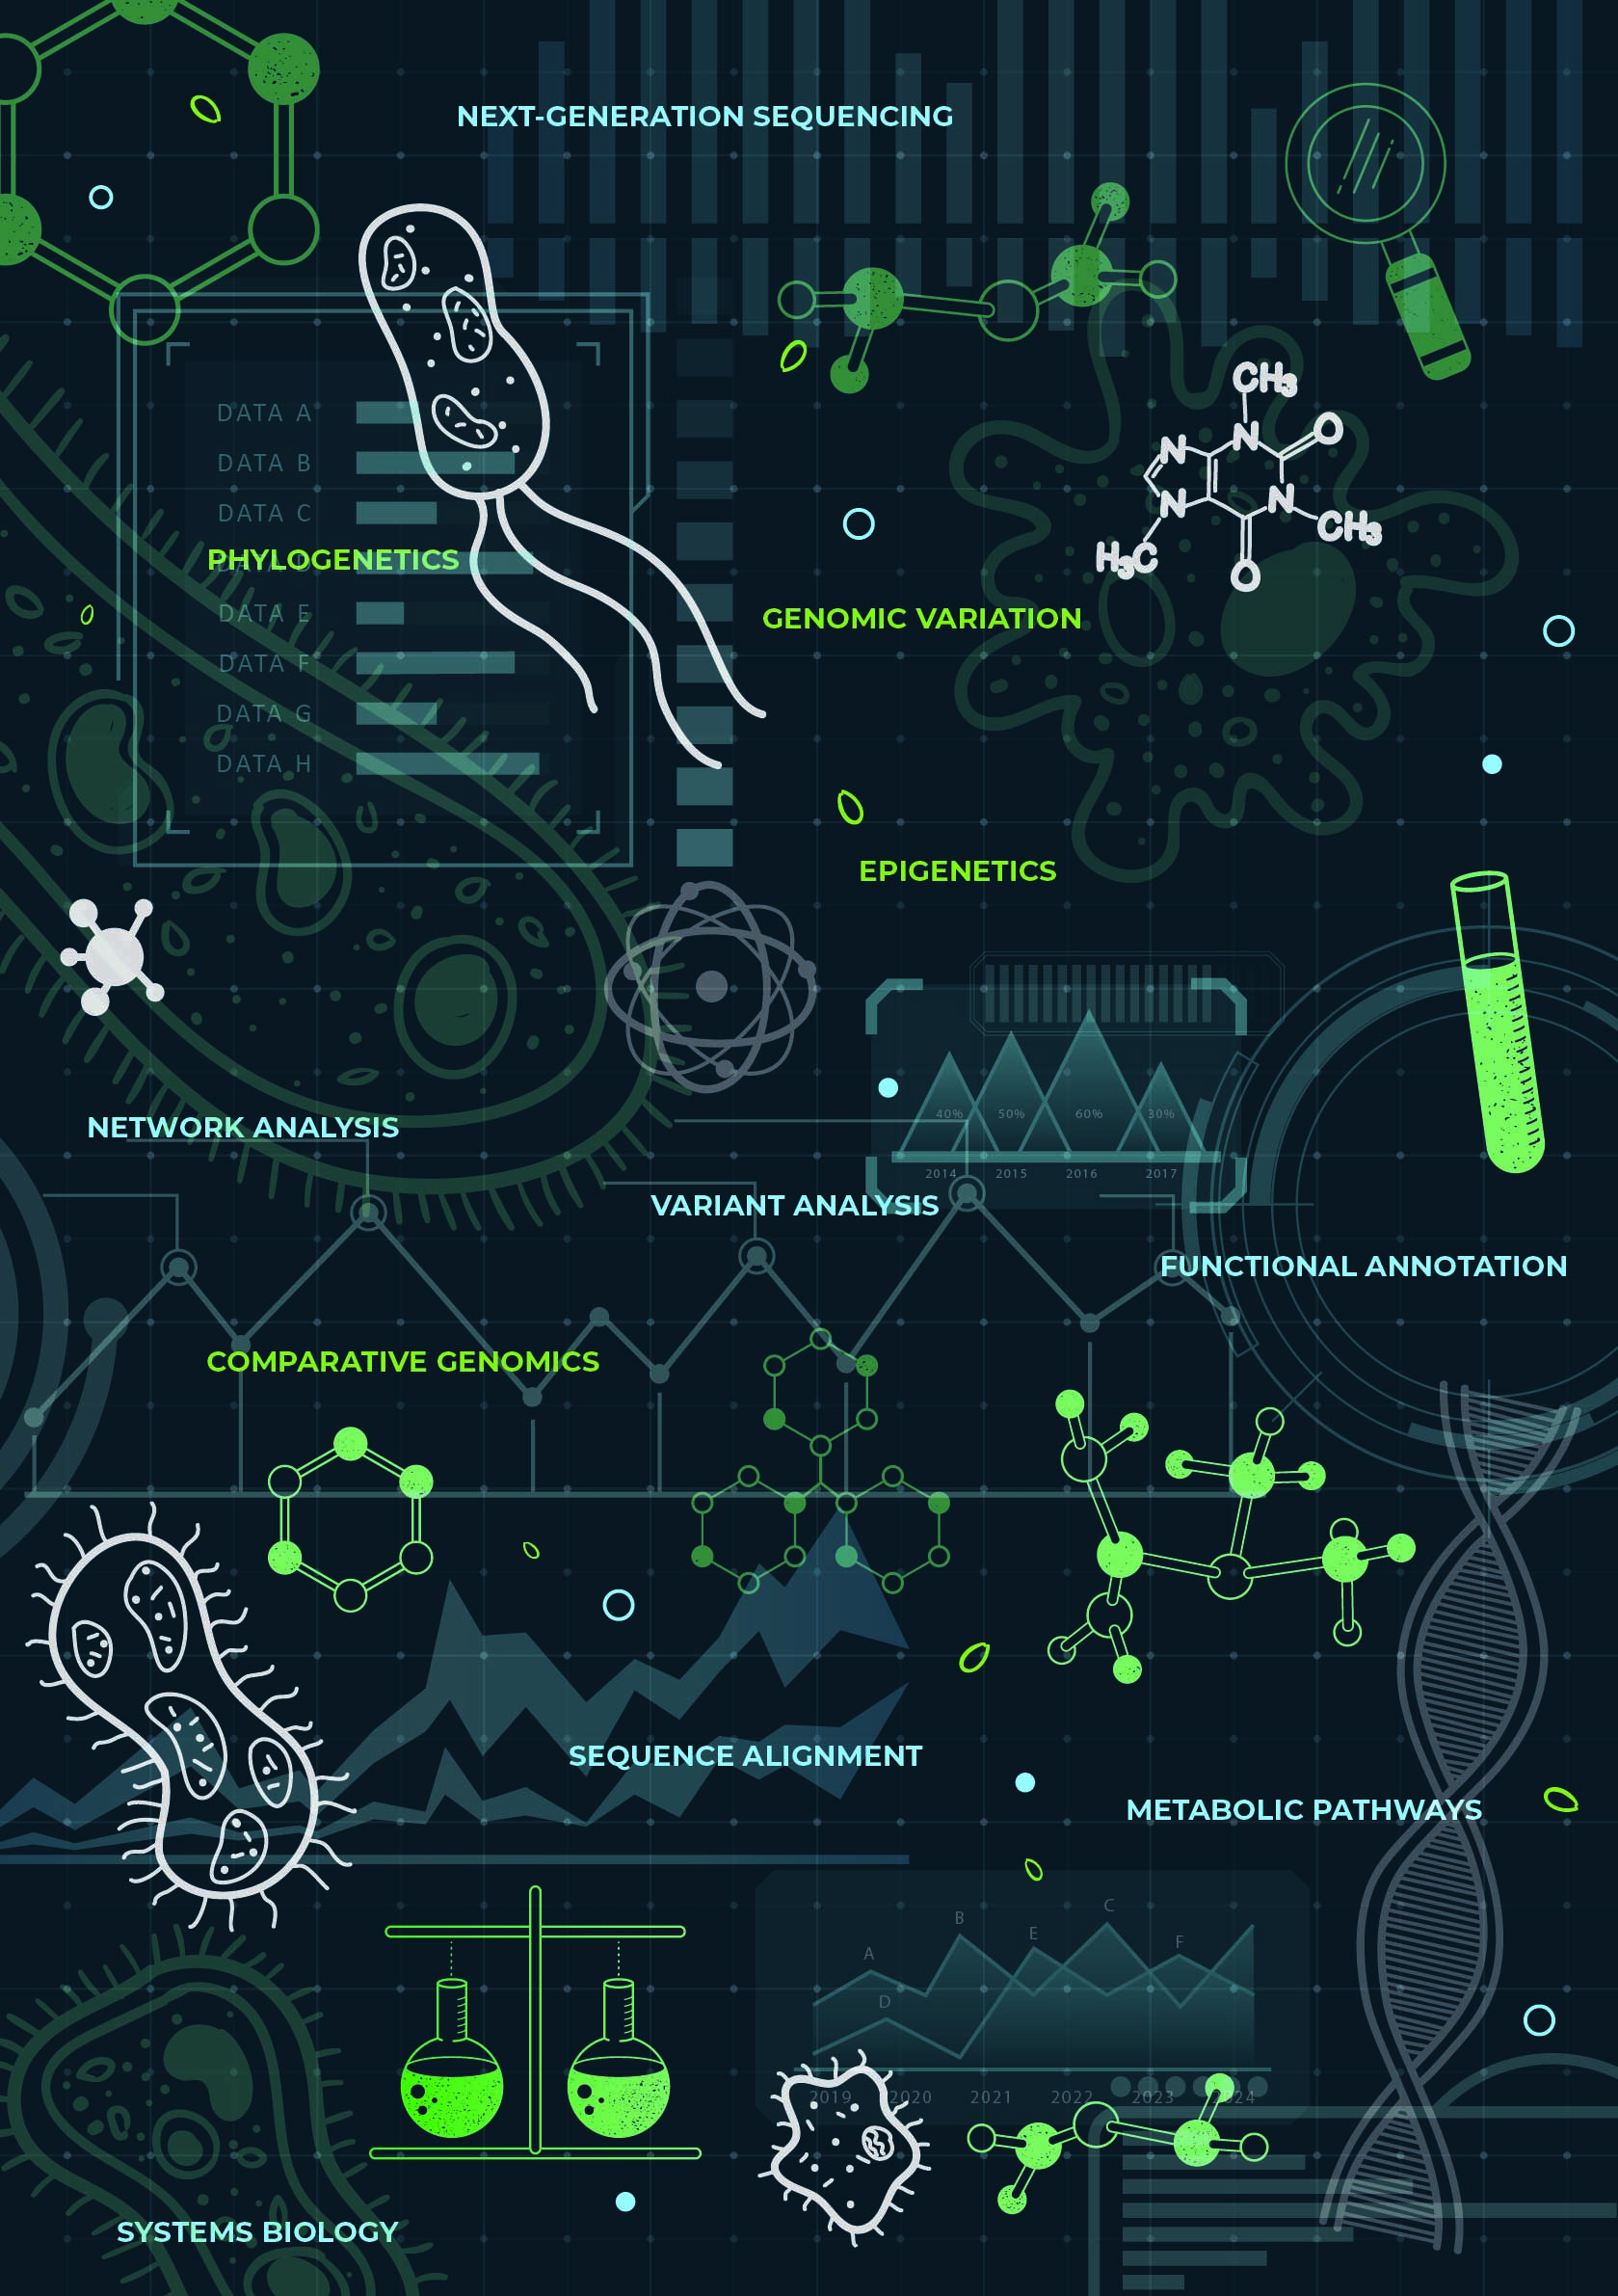 NEXT-GENERATION SEQUENCING
CH3
N
N
O
N
N
CH3
H3C
O
DATA A
DATA B
DATA C
PHYLOGENETICS
DATA E
DATA F
DATA G
DATA H
GENOMIC VARIATION
EPIGENETICS
40% 50% 60% 30%
2014 2015 2016 2017
NETWORK ANALYSIS
VARIANT ANALYSIS
FUNCTIONAL ANNOTATION
COMPARATIVE GENOMICS
SEQUENCE ALIGNMENT
METABOLIC PATHWAYS
A
B
C
D
E
F
2019 2020 2021 2022 2023 2024
SYSTEMS BIOLOGY